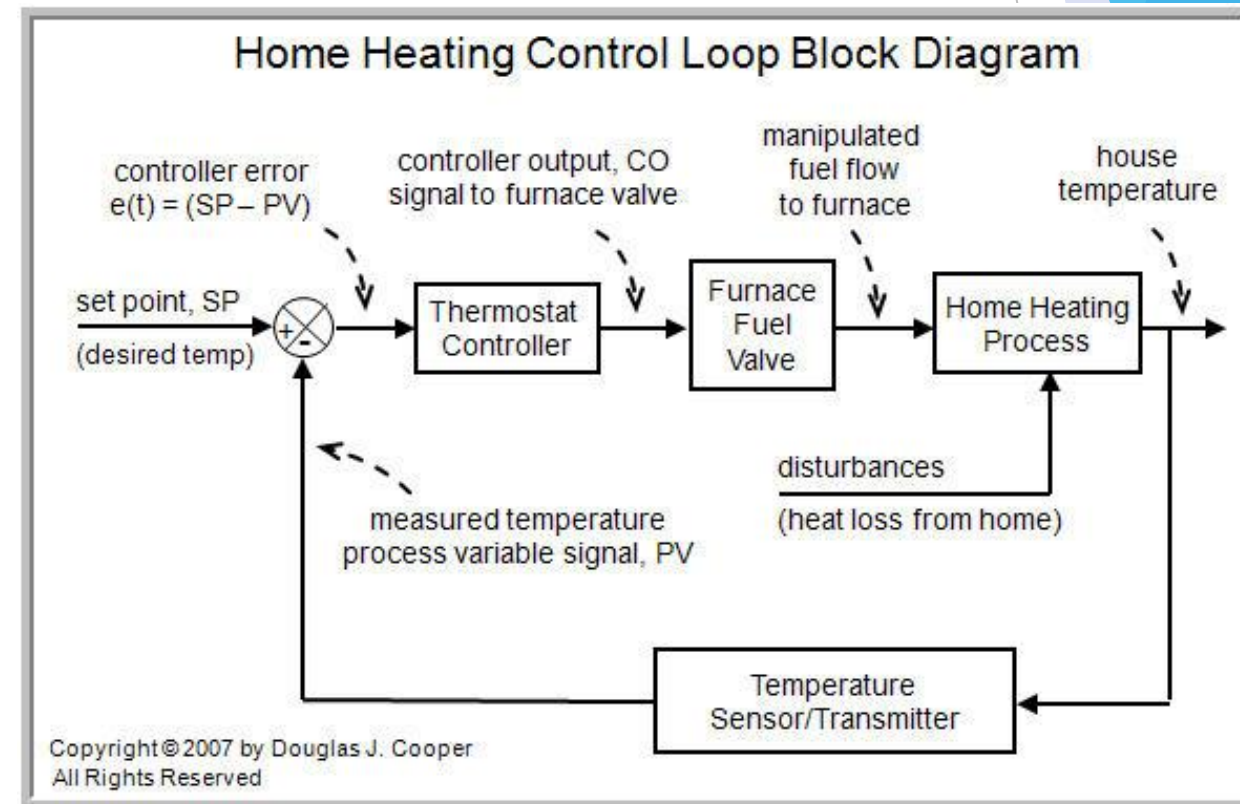 Home Heating Control Loop Block Diagram
controller error
e(t) = (SP – PV)
controller output, CO
signal to furnace valve
manipulated
fuel flow
to furnace
house
temperature
set point, SP
(desired temp)
+
-
Thermostat
Controller
Furnace
Fuel
Valve
Home Heating
Process
disturbances
(heat loss from home)
measured temperature
process variable signal, PV
Temperature
Sensor/Transmitter
Copyright © 2007 by Douglas J. Cooper
All Rights Reserved